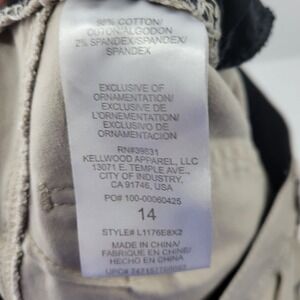 98% COTTON/
COTON/ALGODON
2% SPANDEX/SPANDEX/
SPANDEX
EXCLUSIVE OF
ORNAMENTATION/
EXCLUSIVE DE
L'ORNEMENTATION/
EXCLUSIVO DE
ORNAMENTACION
RN#39631
KELLWOOD APPAREL, LLC
13071 E. TEMPLE AVE.,
CITY OF INDUSTRY,
CA 91746, USA
PO# 100-00060425
14
STYLE# L1176E8X2
MADE IN CHINA/
FABRIQUE EN CHINE/
HECHO EN CHINA
UPC#